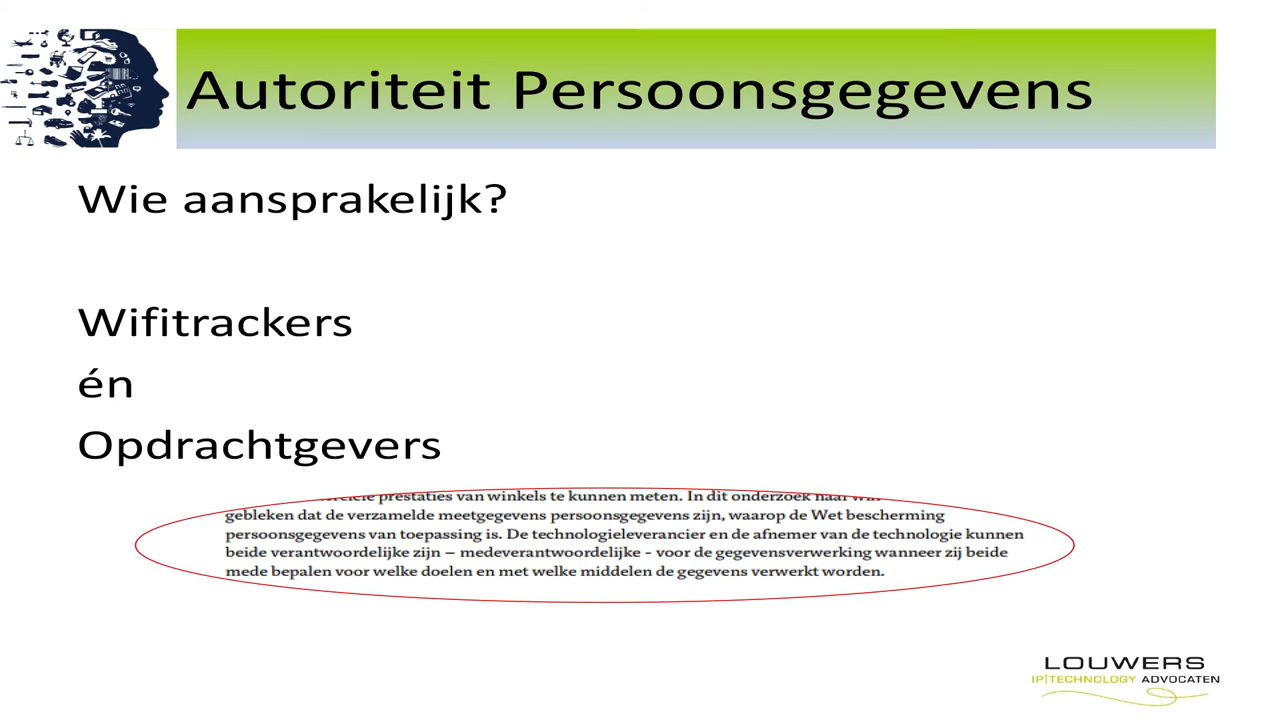 Autoriteit Persoonsgegevens
Wie aansprakelijk?
Wifitrackers
én
Opdrachtgevers
prestaties van winkels te kunnen meten. In dit onderzoek naar
gebleken dat de verzamelde meetgegevens persoonsgegevens zijn, waarop de Wet bescherming
persoonsgegevens van toepassing is. De technologieleverancier en de afnemer van de technologie kunnen
beide verantwoordelijke zijn – medeverantwoordelijke - voor de gegevensverwerking wanneer zij beide
mede bepalen voor welke doelen en met welke middelen de gegevens verwerkt worden.
LOUWERS
IP|TECHNOLOGY ADVOCATEN